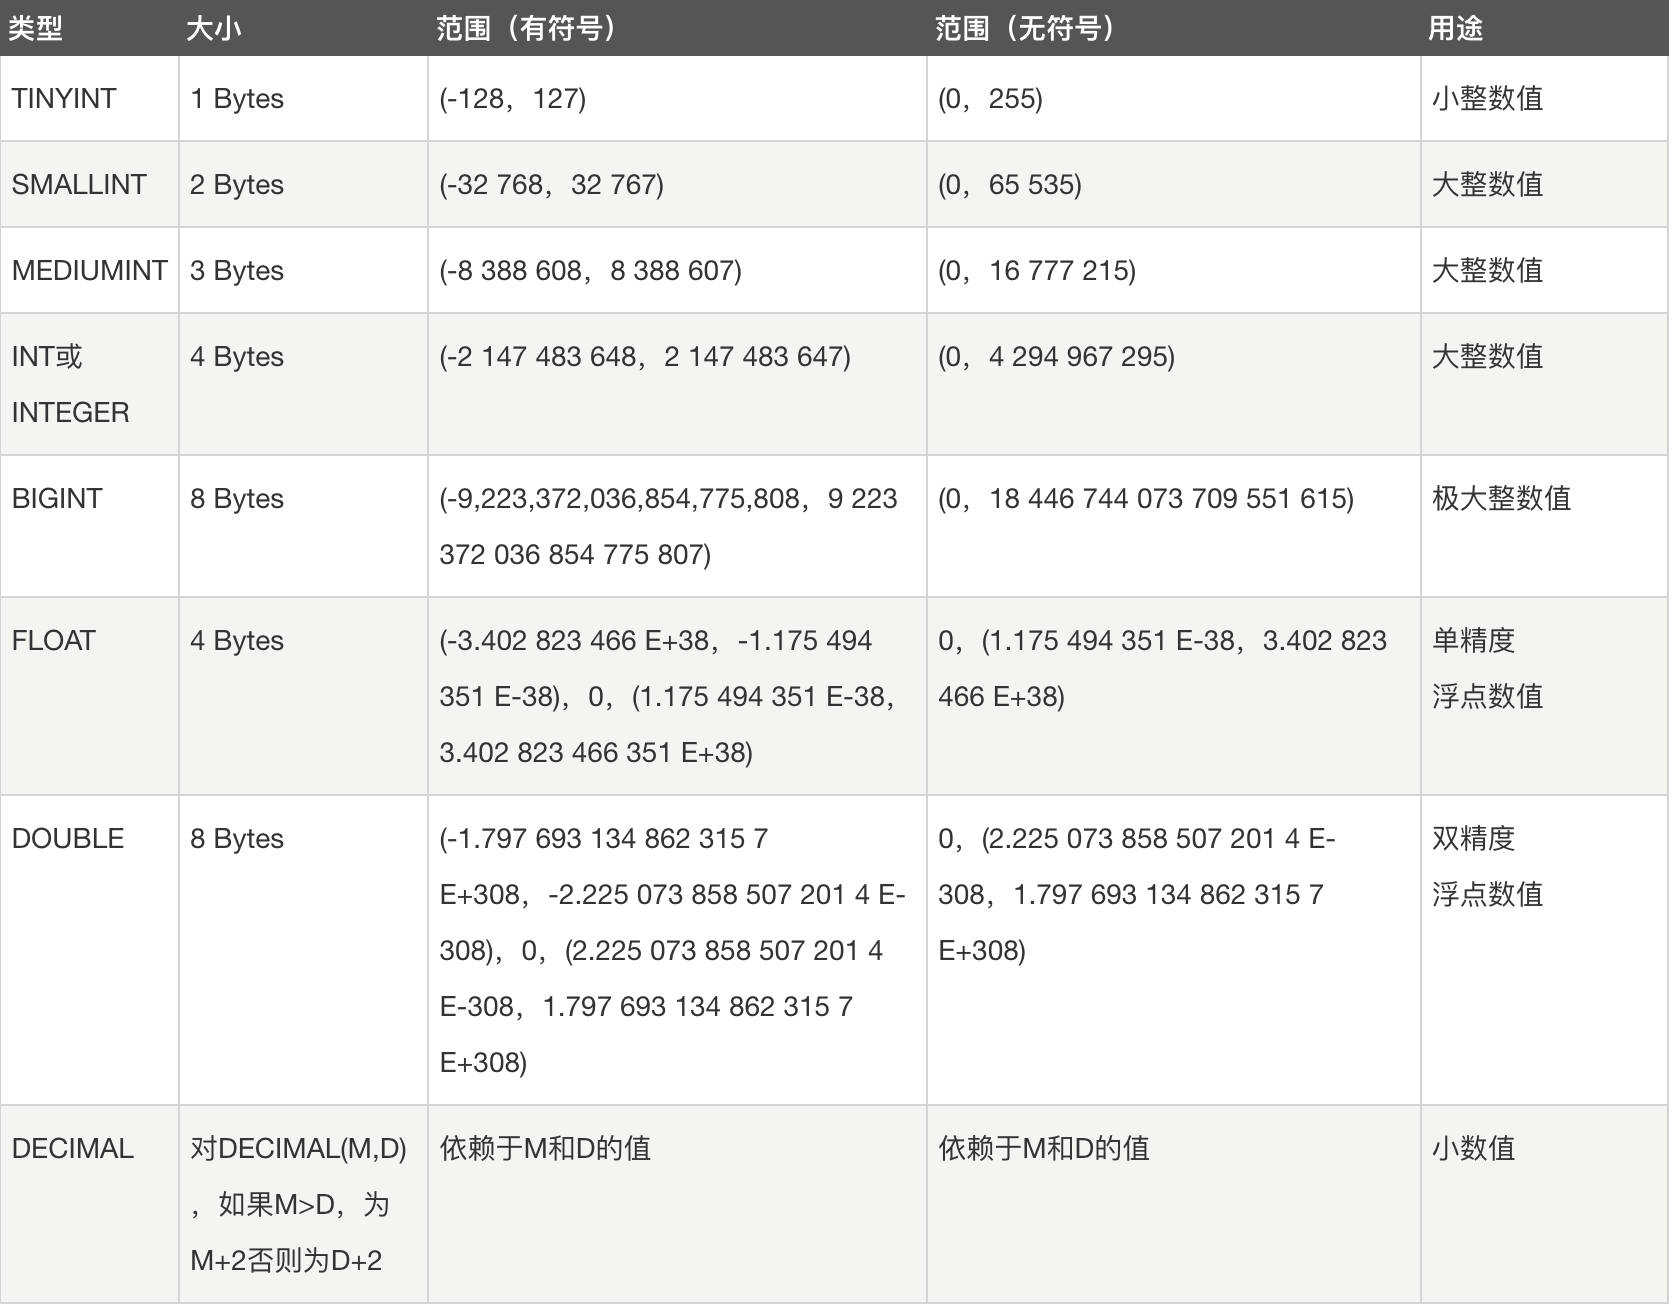 类型 大小 范围（有符号） 范围（无符号） 用途
TINYINT 1 Bytes (-128，127) (0，255) 小整数值
SMALLINT 2 Bytes (-32 768，32 767) (0，65 535) 大整数值
MEDIUMINT 3 Bytes (-8 388 608，8 388 607) (0，16 777 215) 大整数值
INT或 4 Bytes (-2 147 483 648，2 147 483 647) (0，4 294 967 295) 大整数值
INTEGER
BIGINT 8 Bytes (-9,223,372,036,854,775,808，9 223 (0，18 446 744 073 709 551 615) 极大整数值
372 036 854 775 807)
FLOAT 4 Bytes (-3.402 823 466 E+38，-1.175 494 0，(1.175 494 351 E-38，3.402 823 单精度
351 E-38)，0，(1.175 494 351 E-38， 466 E+38) 浮点数值
3.402 823 466 351 E+38)
DOUBLE 8 Bytes (-1.797 693 134 862 315 7 0，(2.225 073 858 507 201 4 E- 双精度
E+308，-2.225 073 858 507 201 4 E- 308，1.797 693 134 862 315 7 浮点数值
308)，0，(2.225 073 858 507 201 4 E+308)
E-308，1.797 693 134 862 315 7
E+308)
DECIMAL 对DECIMAL(M,D) 依赖于M和D的值 依赖于M和D的值 小数值
，如果M>D，为
M+2否则为D+2